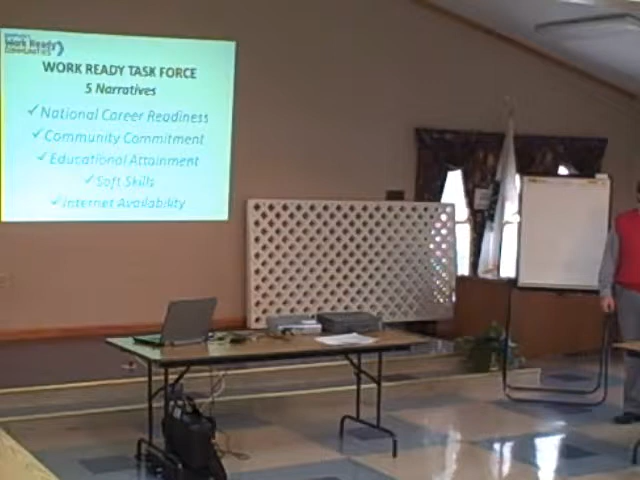 Work Ready
COMMUNITIES
WORK READY TASK FORCE
5 Narratives
✓National Career Readiness
✓Community Commitment
✓Educational Attainment
✓Soft Skills
✓Internet Availability